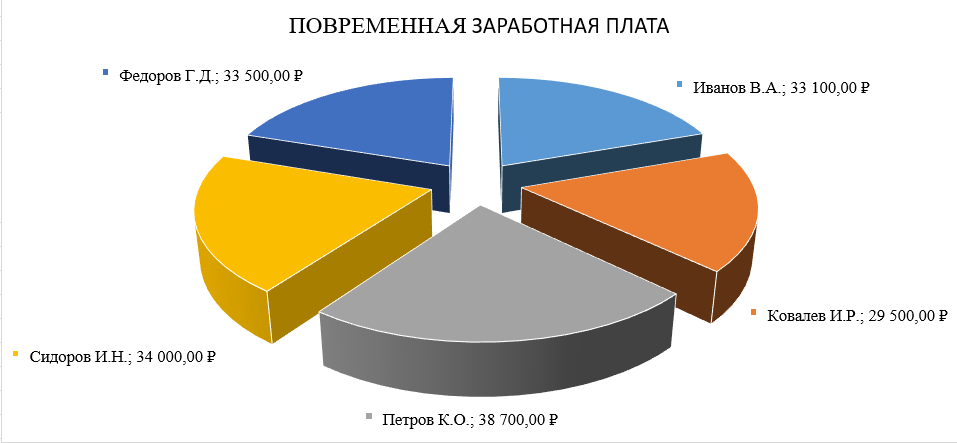 ПОВРЕМЕННАЯ ЗАРАБОТНАЯ ПЛАТА
Федоров Г.Д.; 33 500,00 ₽
Иванов В.А.; 33 100,00 ₽
Ковалев И.Р.; 29 500,00 ₽
Сидоров И.Н.; 34 000,00 ₽
Петров К.О.; 38 700,00 ₽